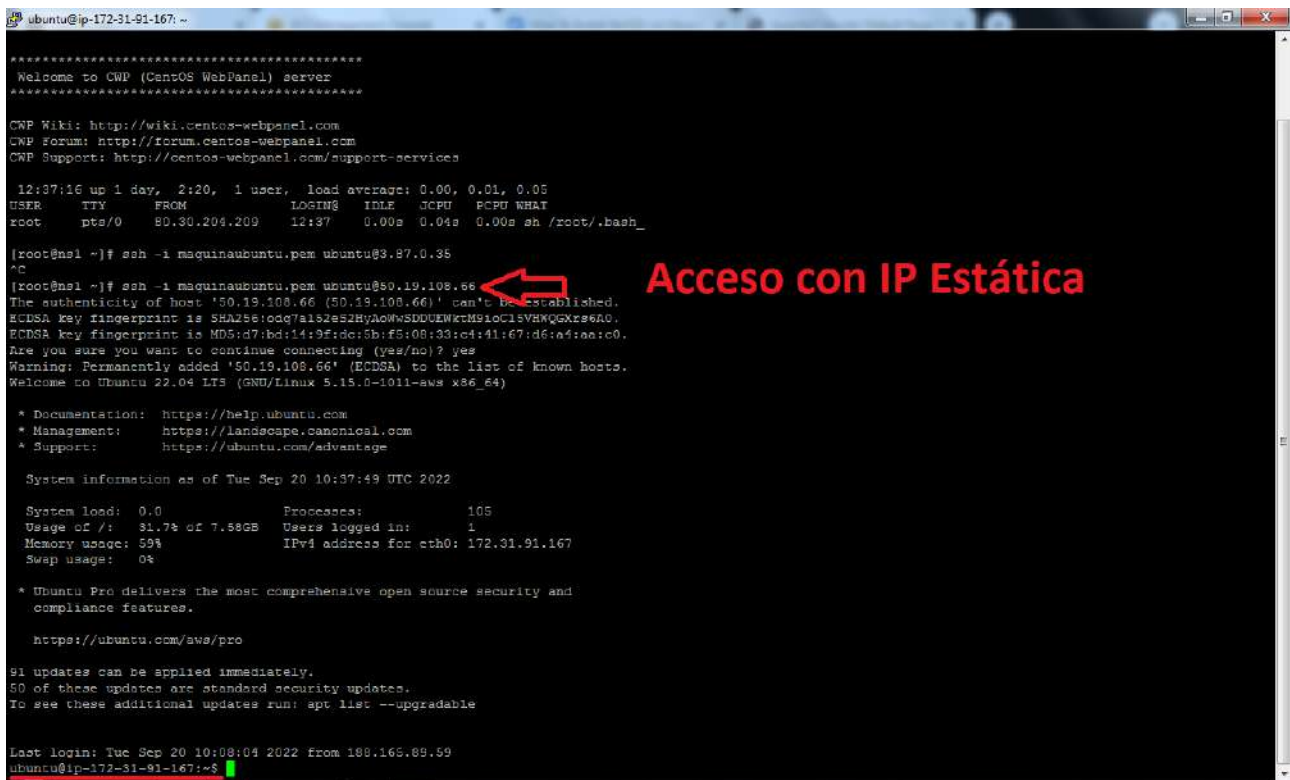 ubuntu@ip-172-31-91-167: ~
********************************************
Welcome to CWP (CentOS WebPanel) server
********************************************
CWP Wiki: http://wiki.centos-webpanel.com
CWP Forum: http://forum.centos-webpanel.com
CWP Support: http://centos-webpanel.com/support-services
12:37:16 up 1 day, 2:20, 1 user, load average: 0.00, 0.01, 0.05
USER TTY FROM LOGIN@ IDLE JCPU PCPU WHAT
root pts/0 80.30.204.209 12:37 0.00s 0.04s 0.00s sh /root/.bash_
[root@ns1 ~]# ssh -i maquinaubuntu.pem ubuntu@3.87.0.35
^C
[root@ns1 ~]# ssh -i maquinaubuntu.pem ubuntu@50.19.108.66
Acceso con IP Estática
The authenticity of host '50.19.108.66 (50.19.108.66)' can't be established.
ECDSA key fingerprint is
ECDSA key fingerprint is MD5:d7:bd:14:9f:dc:5b:f5:08:33:c4:41:67:d6:a4:aa:c0.
Are you sure you want to continue connecting (yes/no)? yes
Warning: Permanently added '50.19.108.66' (ECDSA) to the list of known hosts.
Welcome to Ubuntu 22.04 LTS (GNU/Linux 5.15.0-1011-aws x86_64)
* Documentation: https://help.ubuntu.com
* Management: https://landscape.canonical.com
* Support: https://ubuntu.com/advantage
System information as of Tue Sep 20 10:37:49 UTC 2022
System load: 0.0 Processes: 105
Usage of /: 31.7% of 7.58GB Users logged in: 1
Memory usage: 59% IPv4 address for eth0: 172.31.91.167
Swap usage: 0%
* Ubuntu Pro delivers the most comprehensive open source security and
compliance features.
https://ubuntu.com/aws/pro
91 updates can be applied immediately.
50 of these updates are standard security updates.
To see these additional updates run: apt list --upgradable
Last login: Tue Sep 20 10:08:04 2022 from 188.165.89.59
ubuntu@ip-172-31-91-167:~$